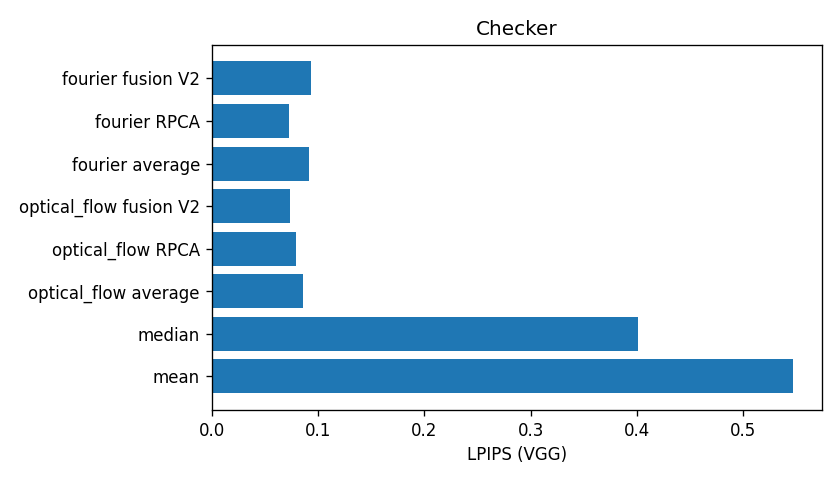 Checker
fourier fusion V2
fourier RPCA
fourier average
optical_flow fusion V2
optical_flow RPCA
optical_flow average
median
mean
0.0 0.1 0.2 0.3 0.4 0.5
LPIPS (VGG)